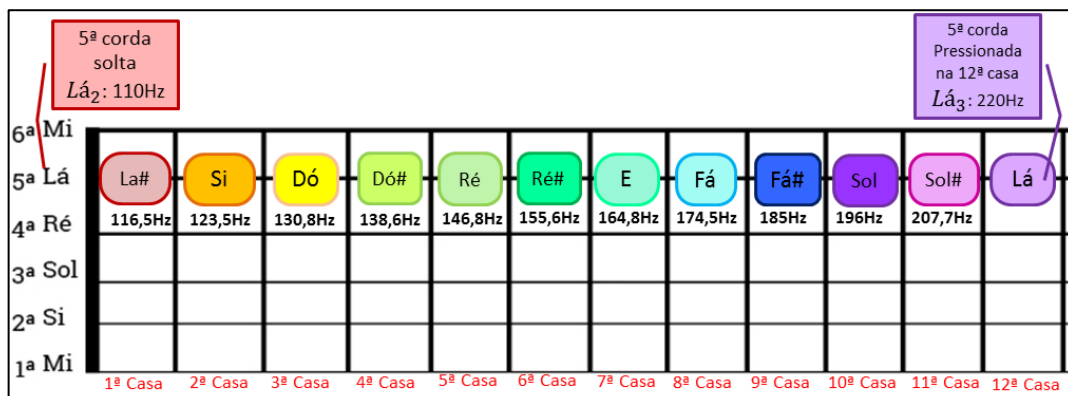 5ª corda
solta
Lá₂: 110Hz
5ª corda
Pressionada
na 12ª casa
Lá₃: 220Hz
6ª Mi
5ª Lá
La# Si Dó Dó# Ré Ré# E Fá Fá# Sol Sol# Lá
116,5Hz 123,5Hz 130,8Hz 138,6Hz 146,8Hz 155,6Hz 164,8Hz 174,5Hz 185Hz 196Hz 207,7Hz
4ª Ré
3ª Sol
2ª Si
1ª Mi
1ª Casa 2ª Casa 3ª Casa 4ª Casa 5ª Casa 6ª Casa 7ª Casa 8ª Casa 9ª Casa 10ª Casa 11ª Casa 12ª Casa